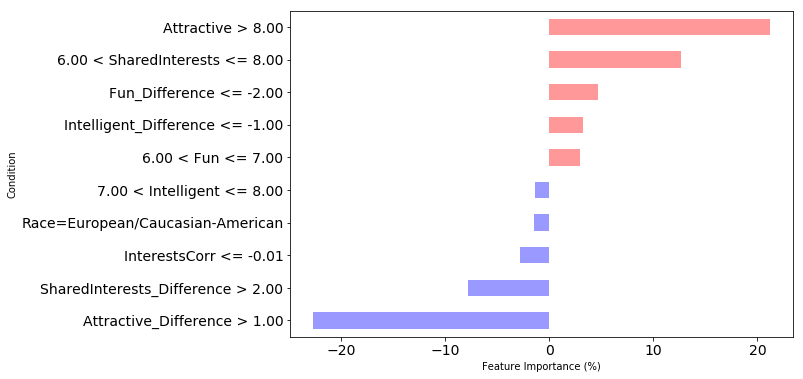 Attractive > 8.00
6.00 < SharedInterests <= 8.00
Fun_Difference <= -2.00
Intelligent_Difference <= -1.00
6.00 < Fun <= 7.00
7.00 < Intelligent <= 8.00
Race=European/Caucasian-American
InterestsCorr <= -0.01
SharedInterests_Difference > 2.00
Attractive_Difference > 1.00
Condition
−20 −10 0 10 20
Feature Importance (%)